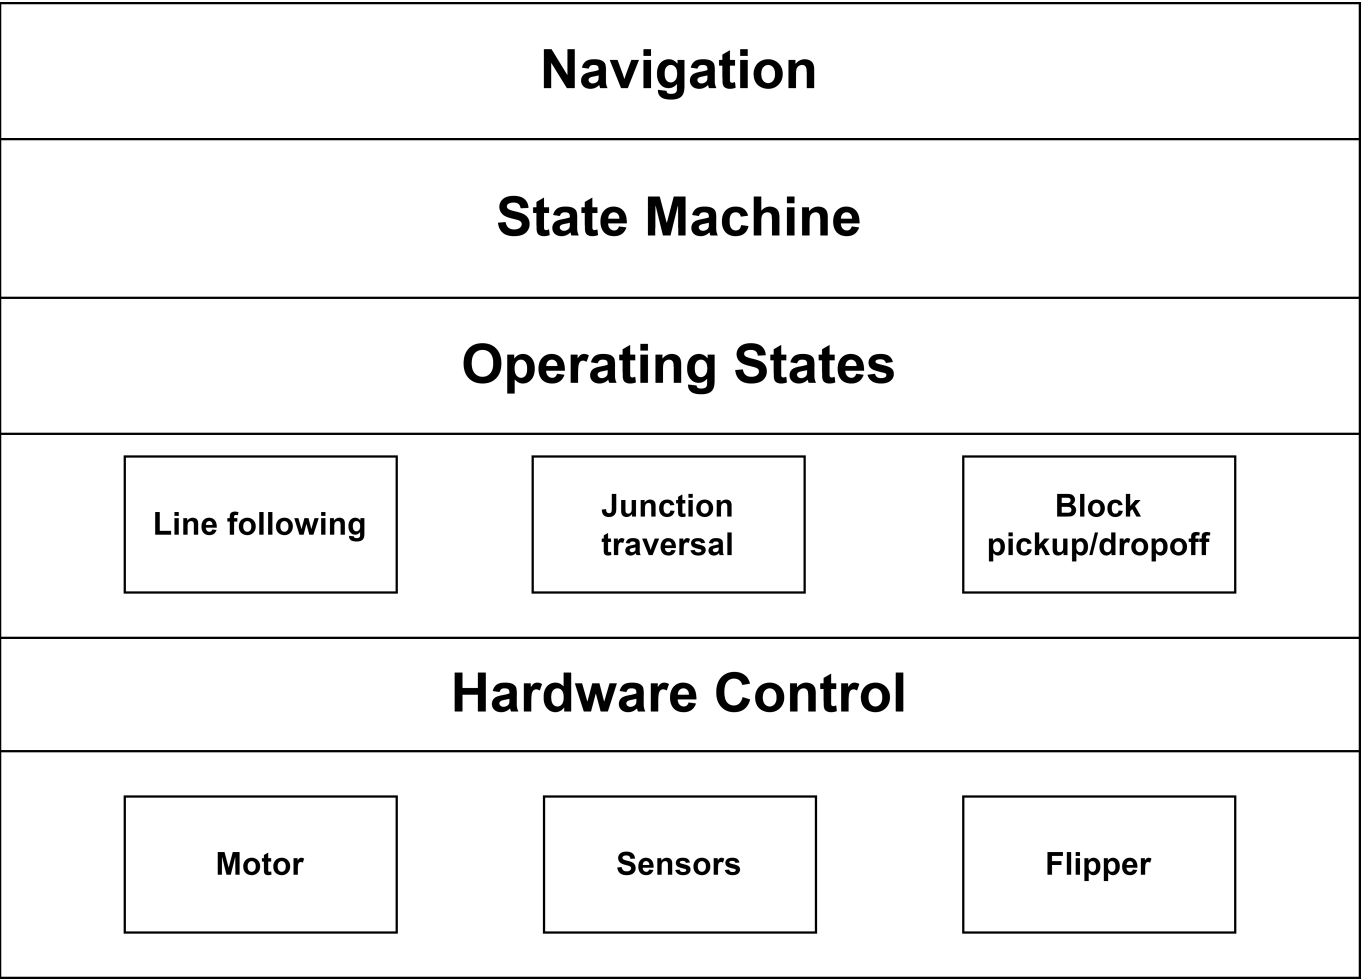 Navigation
State Machine
Operating States
Line following
Junction
traversal
Block
pickup/dropoff
Hardware Control
Motor
Sensors
Flipper